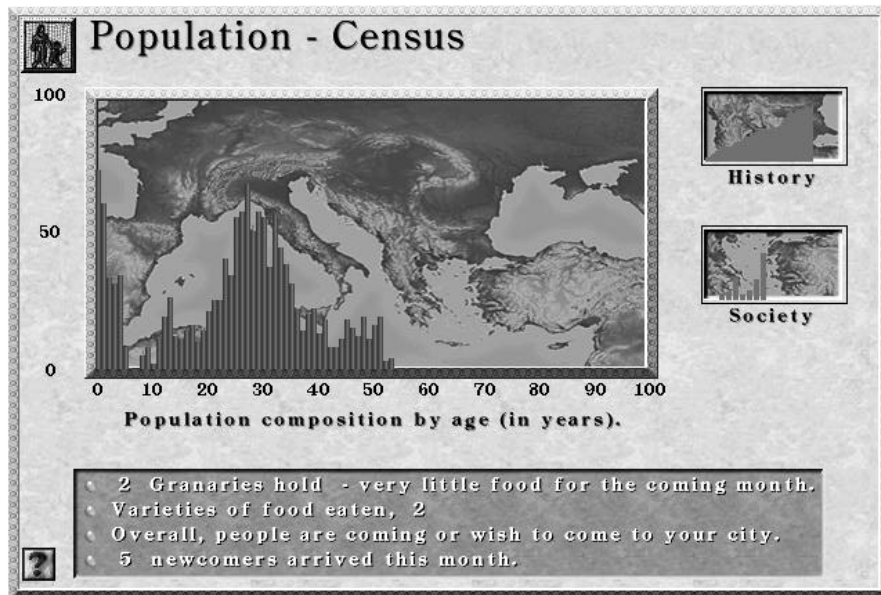 Population - Census
100
50
0
0 10 20 30 40 50 60 70 80 90 100
Population composition by age (in years).
History
Society
2 Granaries hold - very little food for the coming month.
Varieties of food eaten, 2
Overall, people are coming or wish to come to your city.
5 newcomers arrived this month.
?